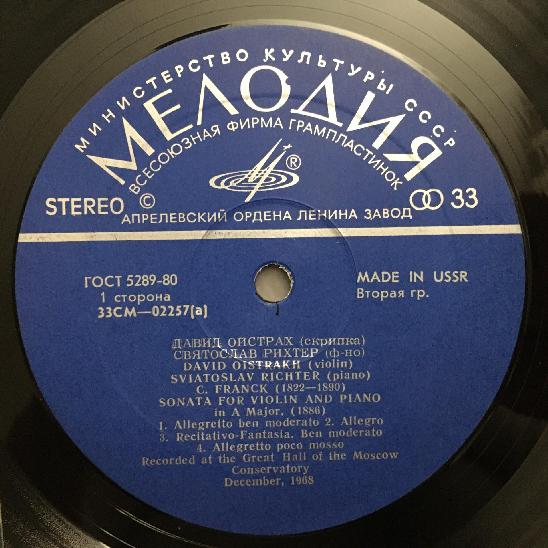 МИНИСТЕРСТВО КУЛЬТУРЫ СССР
МЕЛОДИЯ
ВСЕСОЮЗНАЯ ФИРМА ГРАМПЛАСТИНОК
®
STEREO © 33
АПРЕЛЕВСКИЙ ОРДЕНА ЛЕНИНА ЗАВОД
ГОСТ 5289-80 MADE IN USSR
1 сторона Вторая гр.
33СМ—02257(а)
ДАВИД ОЙСТРАХ (скрипка)
СВЯТОСЛАВ РИХТЕР (ф-но)
DAVID OISTRAKH (violin)
SVIATOSLAV RICHTER (piano)
C. FRANCK (1822—1890)
SONATA FOR VIOLIN AND PIANO
in A Major. (1886)
1. Allegretto ben moderato 2. Allegro
3. Recitativo-Fantasia. Ben moderato
4. Allegretto poco mosso
Recorded at the Great Hall of the Moscow
Conservatory
December, 1968